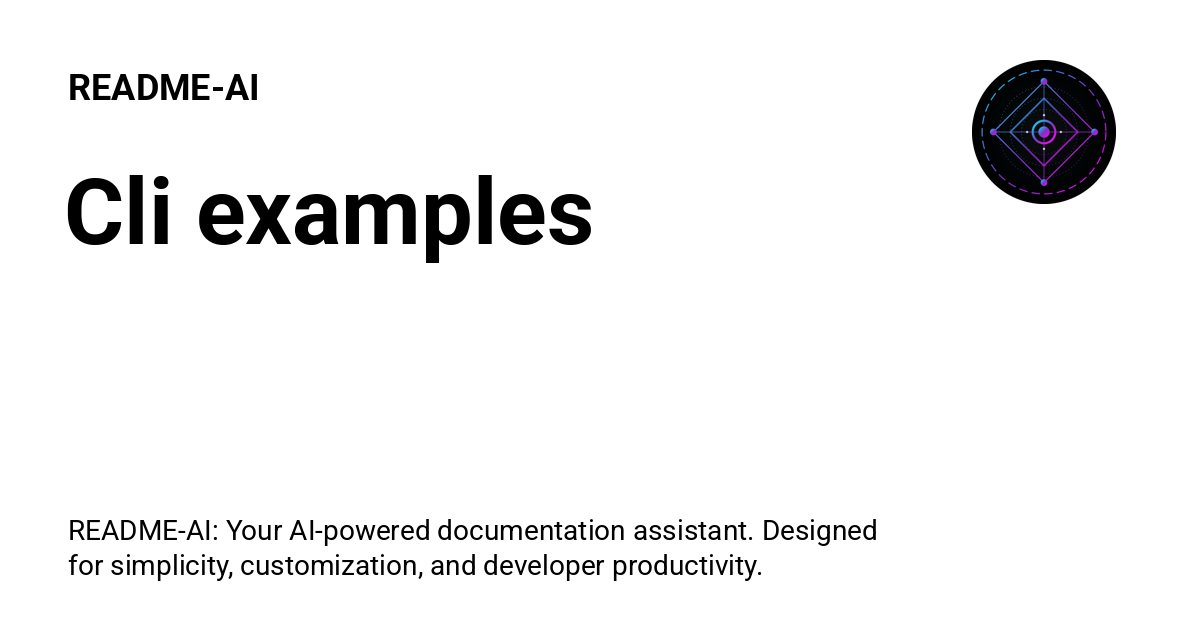 README-AI
Cli examples
README-AI: Your AI-powered documentation assistant. Designed
for simplicity, customization, and developer productivity.